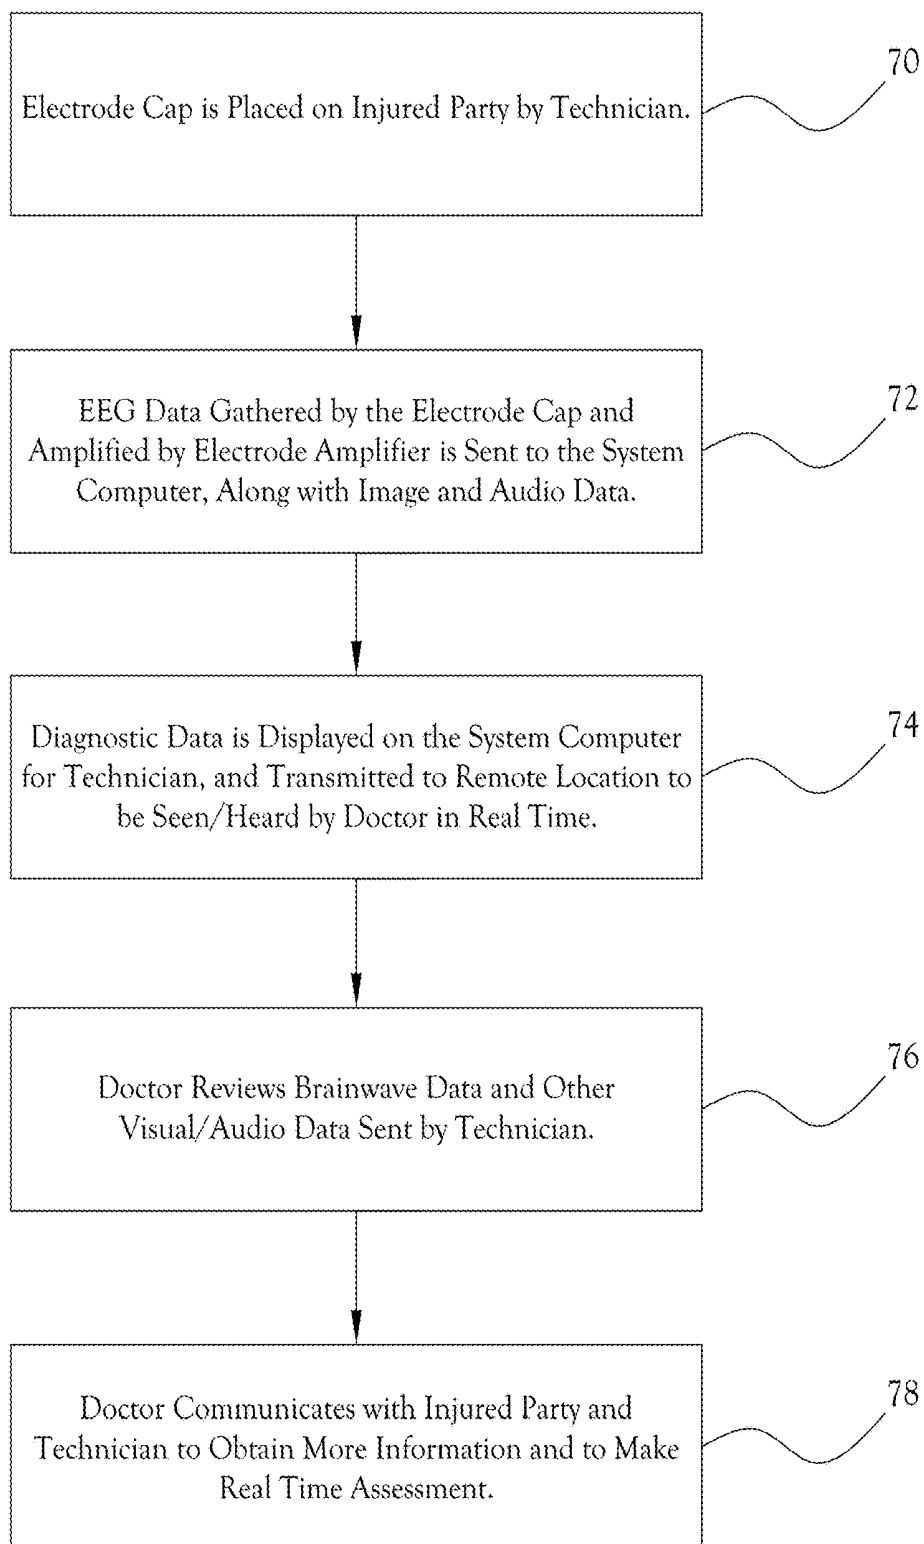 70
Electrode Cap is Placed on Injured Party by Technician.
72
EEG Data Gathered by the Electrode Cap and
Amplified by Electrode Amplifier is Sent to the System
Computer, Along with Image and Audio Data.
74
Diagnostic Data is Displayed on the System Computer
for Technician, and Transmitted to Remote Location to
be Seen/Heard by Doctor in Real Time.
76
Doctor Reviews Brainwave Data and Other
Visual/Audio Data Sent by Technician.
78
Doctor Communicates with Injured Party and
Technician to Obtain More Information and to Make
Real Time Assessment.